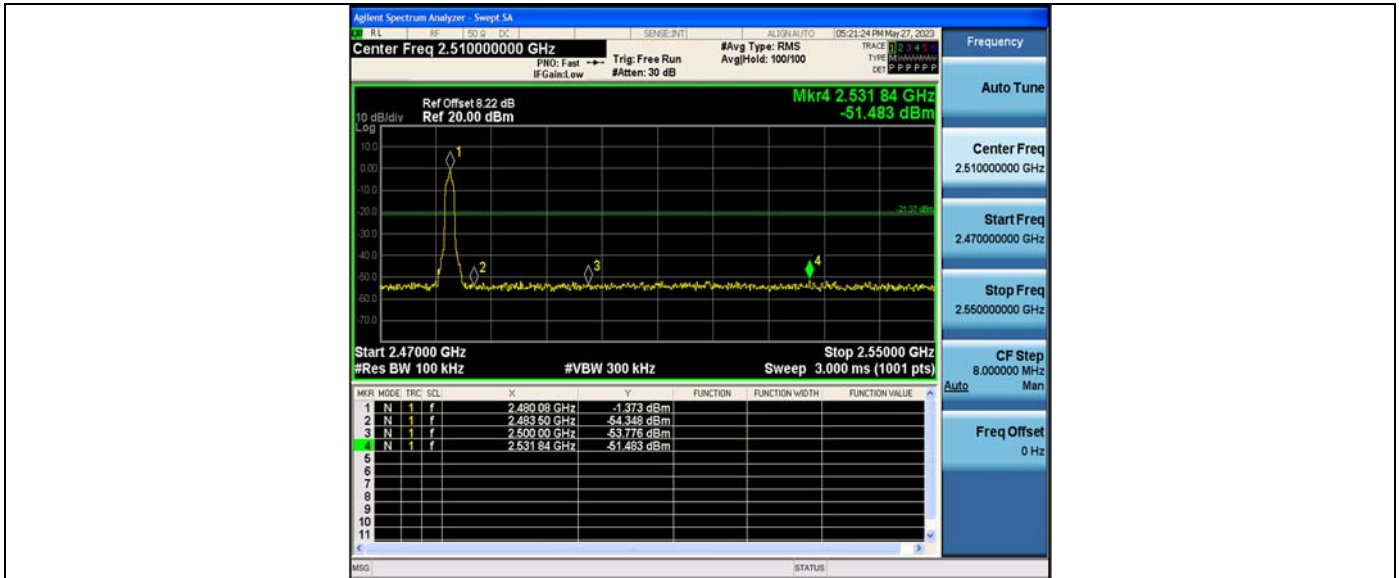 Agilent Spectrum Analyzer - Swept SA
RL RF 50 Ω DC SENSE:INT ALIGN AUTO 05:21:24 PM May 27, 2023
Center Freq 2.510000000 GHz
PNO: Fast
IFGain:Low
Trig: Free Run
#Atten: 30 dB
#Avg Type: RMS
Avg|Hold: 100/100
TRACE 1 2 3 4 5 6
TYPE M
DET P P P P P P
Mkr4 2.531 84 GHz
-51.483 dBm
Ref Offset 8.22 dB
Ref 20.00 dBm
10 dB/div
Log
10.0
0.00
-10.0
-20.0
-30.0
-40.0
-50.0
-60.0
-70.0
1
2
3
4
-21.37 dBm
Start 2.47000 GHz Stop 2.55000 GHz
#Res BW 100 kHz #VBW 300 kHz Sweep 3.000 ms (1001 pts)
MKR MODE TRC SCL X Y FUNCTION FUNCTION WIDTH FUNCTION VALUE
1 N 1 f 2.480 08 GHz -1.373 dBm
2 N 1 f 2.483 50 GHz -54.348 dBm
3 N 1 f 2.500 00 GHz -53.776 dBm
4 N 1 f 2.531 84 GHz -51.483 dBm
5
6
7
8
9
10
11
MSG STATUS
Frequency
Auto Tune
Center Freq
2.510000000 GHz
Start Freq
2.470000000 GHz
Stop Freq
2.550000000 GHz
CF Step
8.000000 MHz
Auto Man
Freq Offset
0 Hz